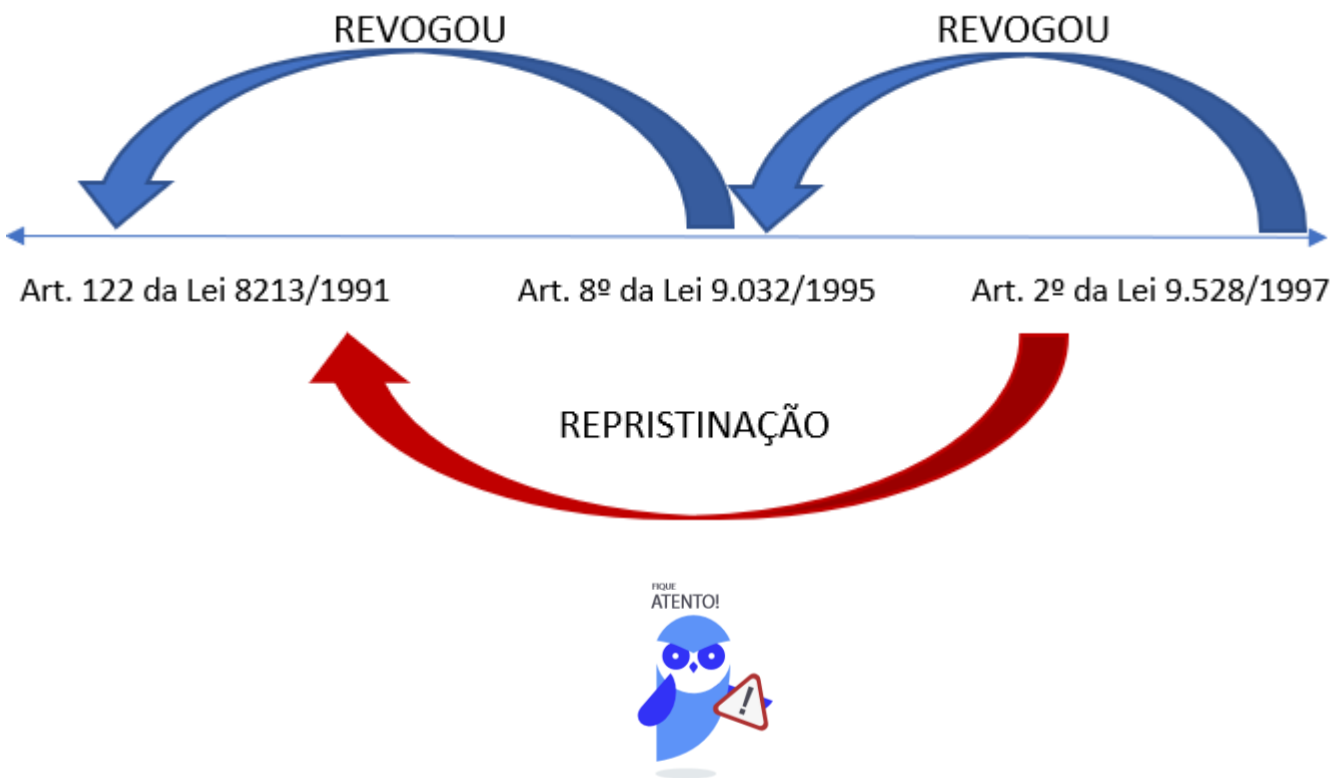 REVOGOU
REVOGOU
Art. 122 da Lei 8213/1991
Art. 8º da Lei 9.032/1995
Art. 2º da Lei 9.528/1997
REPRISTINAÇÃO
FIQUE
ATENTO!
!